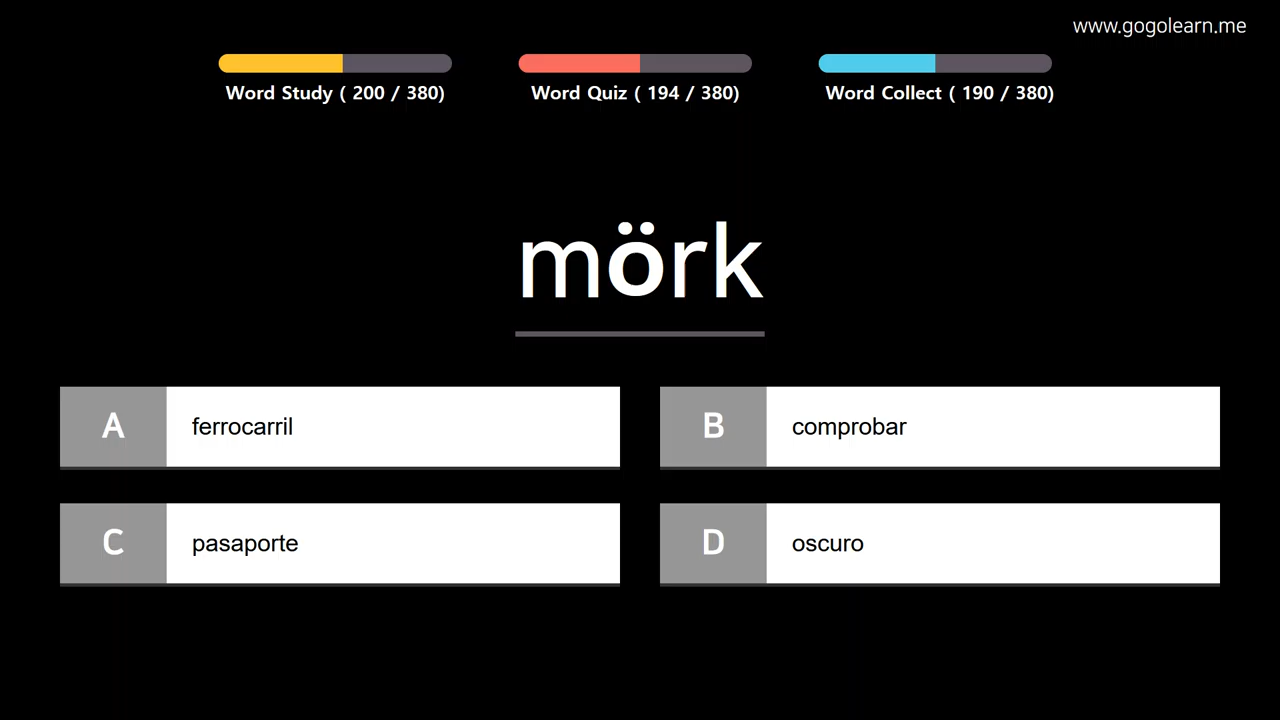 www.gogolearn.me
Word Study ( 200 / 380)
Word Quiz ( 194 / 380)
Word Collect ( 190 / 380)
mörk
A ferrocarril
B comprobar
C pasaporte
D oscuro